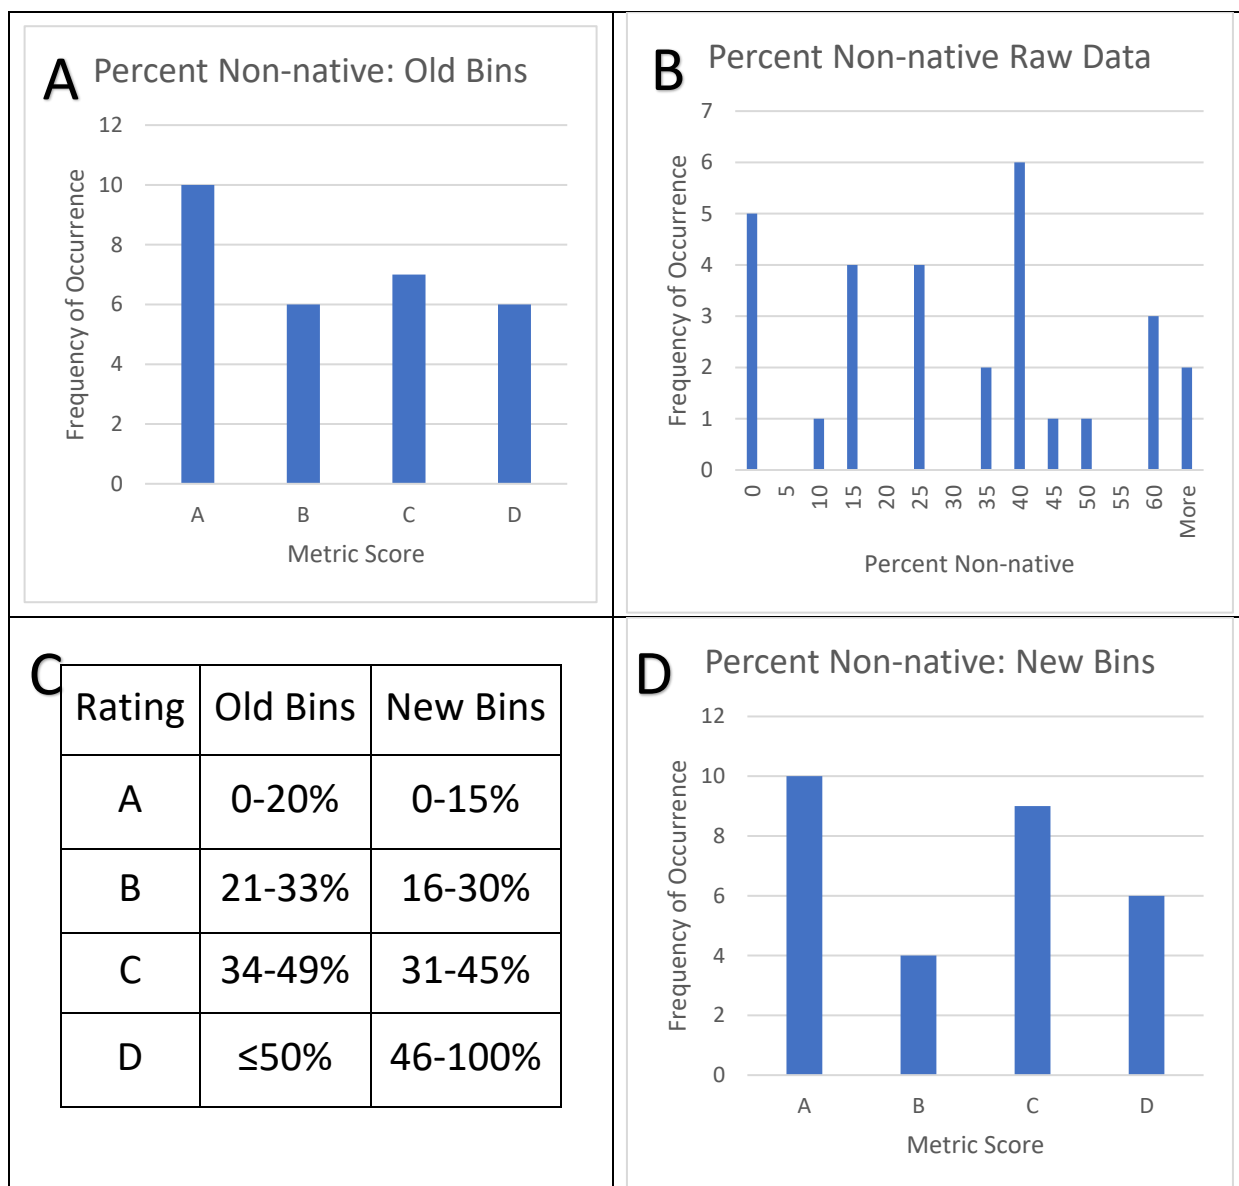 A
Percent Non-native: Old Bins
Frequency of Occurrence
12
10
8
6
4
2
0
A B C D
Metric Score
B
Percent Non-native Raw Data
Frequency of Occurrence
7
6
5
4
3
2
1
0
0 5 10 15 20 25 30 35 40 45 50 55 60 More
Percent Non-native
C
Rating Old Bins New Bins
A 0-20% 0-15%
B 21-33% 16-30%
C 34-49% 31-45%
D ≤50% 46-100%
D
Percent Non-native: New Bins
Frequency of Occurrence
12
10
8
6
4
2
0
A B C D
Metric Score